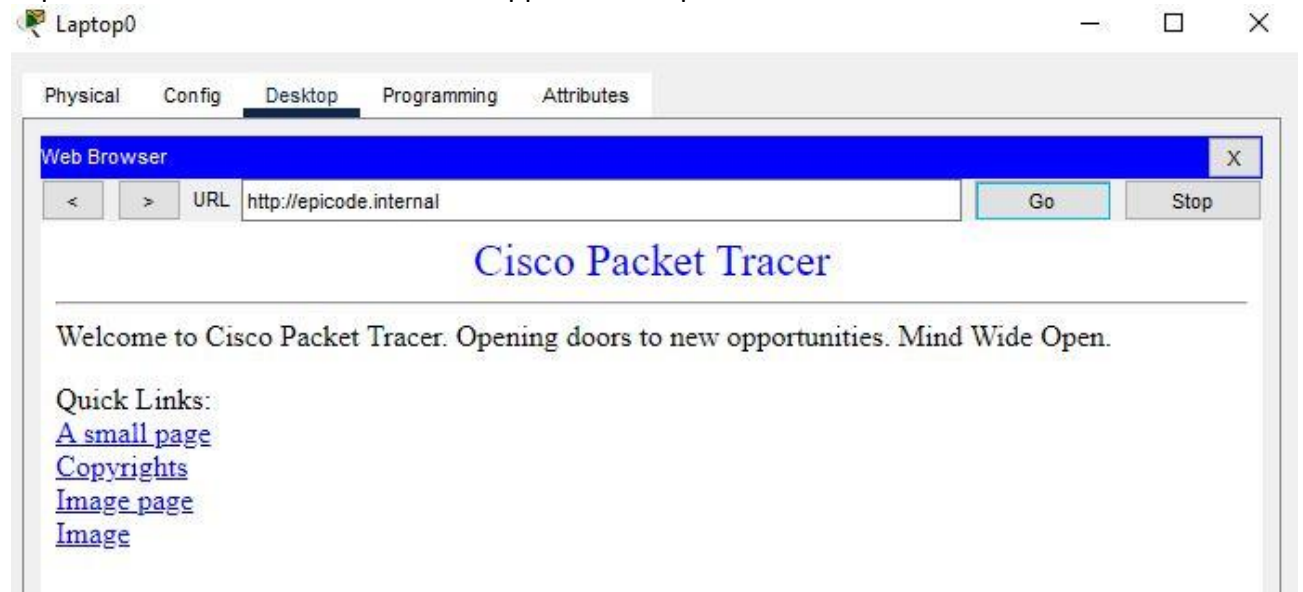 Laptop0
Physical Config Desktop Programming Attributes
Web Browser X
< > URL http://epicode.internal Go Stop
Cisco Packet Tracer
Welcome to Cisco Packet Tracer. Opening doors to new opportunities. Mind Wide Open.
Quick Links:
A small page
Copyrights
Image page
Image